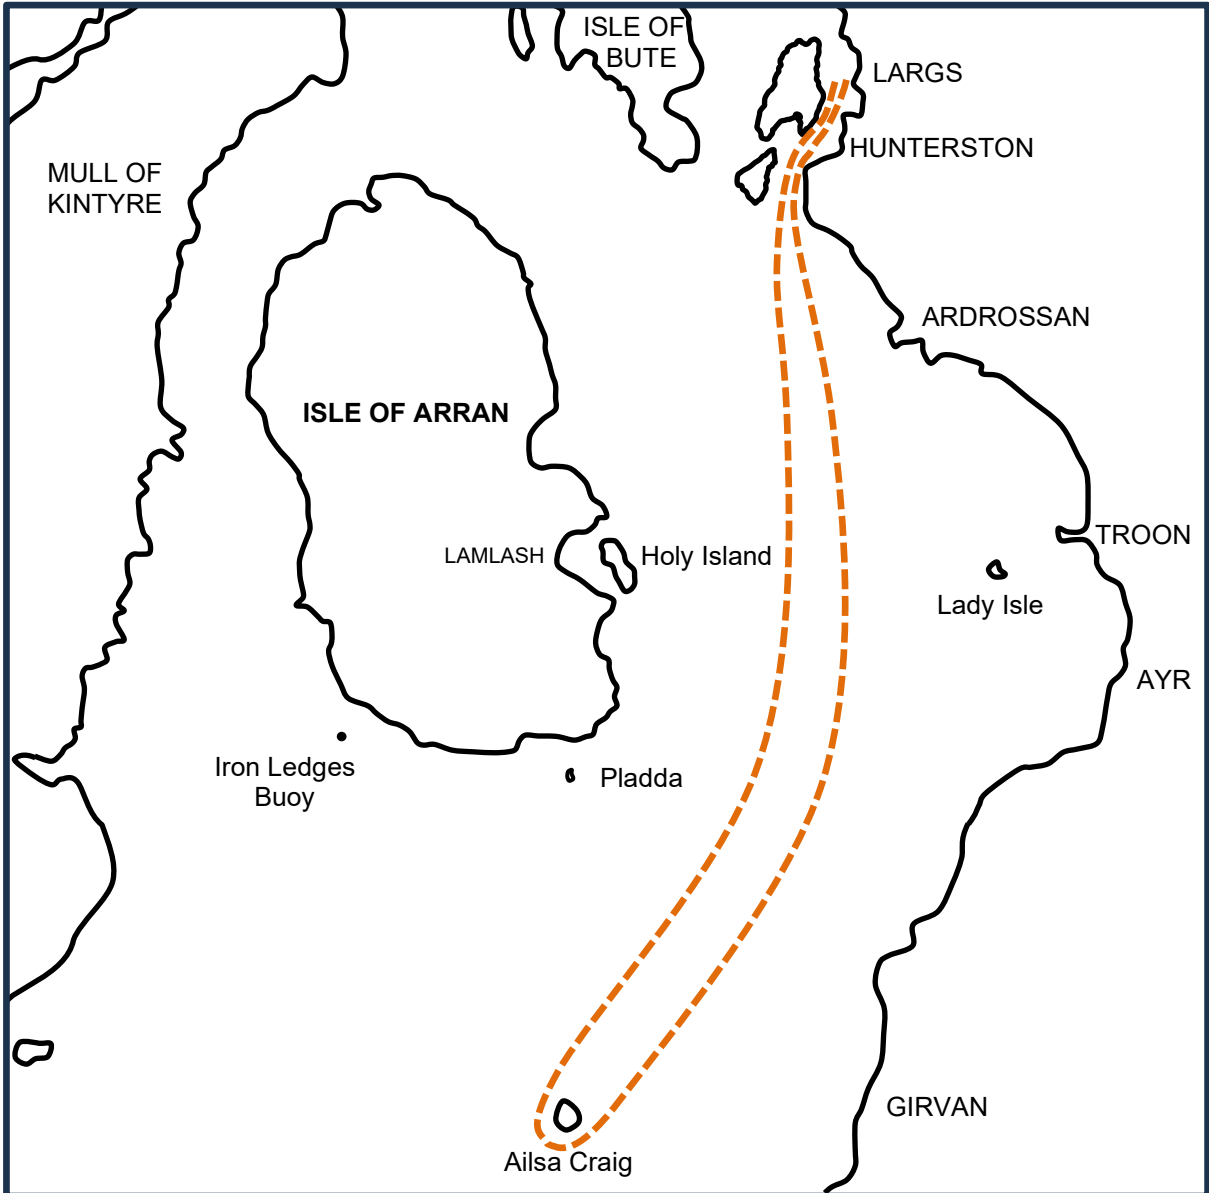 ISLE OF
BUTE
LARGS
HUNTERSTON
MULL OF
KINTYRE
ARDROSSAN
ISLE OF ARRAN
TROON
LAMLASH
Holy Island
Lady Isle
AYR
Iron Ledges
Buoy
Pladda
GIRVAN
Ailsa Craig